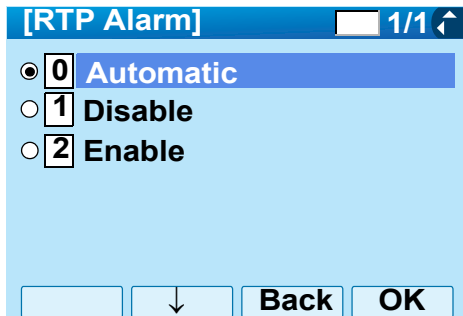 [RTP Alarm] 1/1
0 Automatic
1 Disable
2 Enable
↓ Back OK